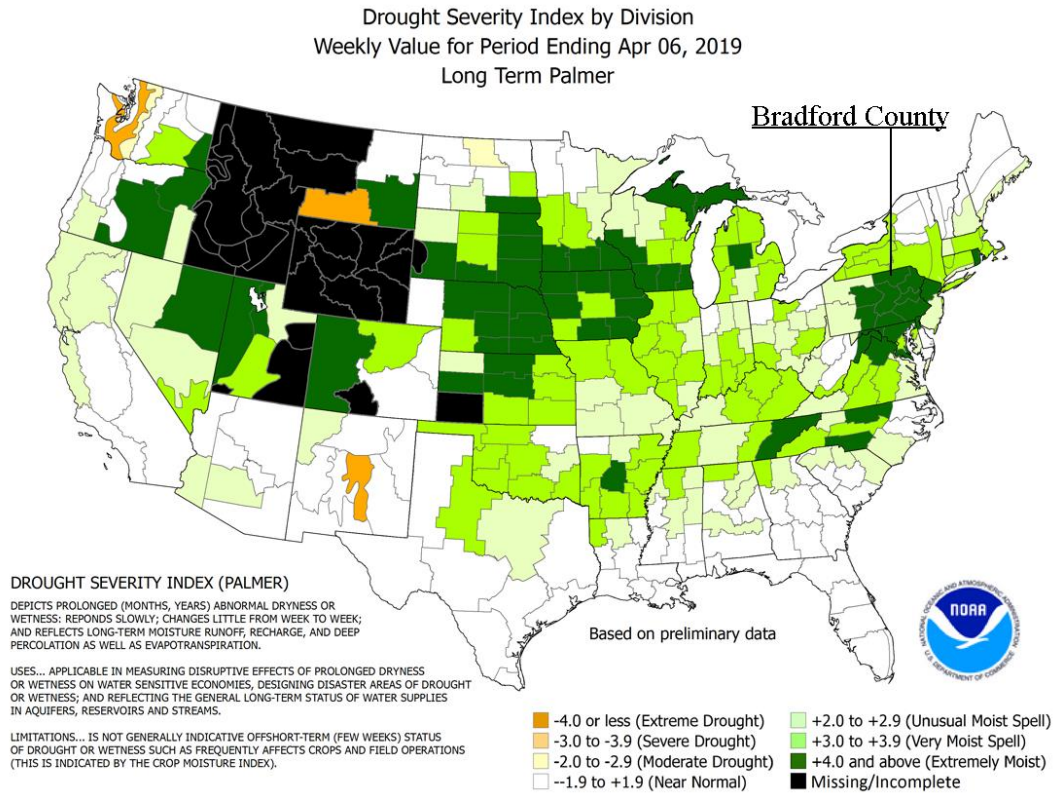 Drought Severity Index by Division
Weekly Value for Period Ending Apr 06, 2019
Long Term Palmer
Bradford County
DROUGHT SEVERITY INDEX (PALMER)
DEPICTS PROLONGED (MONTHS, YEARS) ABNORMAL DRYNESS OR
WETNESS: REPONDS SLOWLY; CHANGES LITTLE FROM WEEK TO WEEK;
AND REFLECTS LONG-TERM MOISTURE RUNOFF, RECHARGE, AND DEEP
PERCOLATION AS WELL AS EVAPOTRANSPIRATION.
USES... APPLICABLE IN MEASURING DISRUPTIVE EFFECTS OF PROLONGED DRYNESS
OR WETNESS ON WATER SENSITIVE ECONOMIES, DESIGNING DISASTER AREAS OF DROUGHT
OR WETNESS; AND REFLECTING THE GENERAL LONG-TERM STATUS OF WATER SUPPLIES
IN AQUIFERS, RESERVOIRS AND STREAMS.
LIMITATIONS... IS NOT GENERALLY INDICATIVE OFFSHORT-TERM (FEW WEEKS) STATUS
OF DROUGHT OR WETNESS SUCH AS FREQUENTLY AFFECTS CROPS AND FIELD OPERATIONS
(THIS IS INDICATED BY THE CROP MOISTURE INDEX).
Based on preliminary data
NATIONAL OCEANIC AND ATMOSPHERIC ADMINISTRATION
NOAA
U.S. DEPARTMENT OF COMMERCE
-4.0 or less (Extreme Drought)
-3.0 to -3.9 (Severe Drought)
-2.0 to -2.9 (Moderate Drought)
--1.9 to +1.9 (Near Normal)
+2.0 to +2.9 (Unusual Moist Spell)
+3.0 to +3.9 (Very Moist Spell)
+4.0 and above (Extremely Moist)
Missing/Incomplete